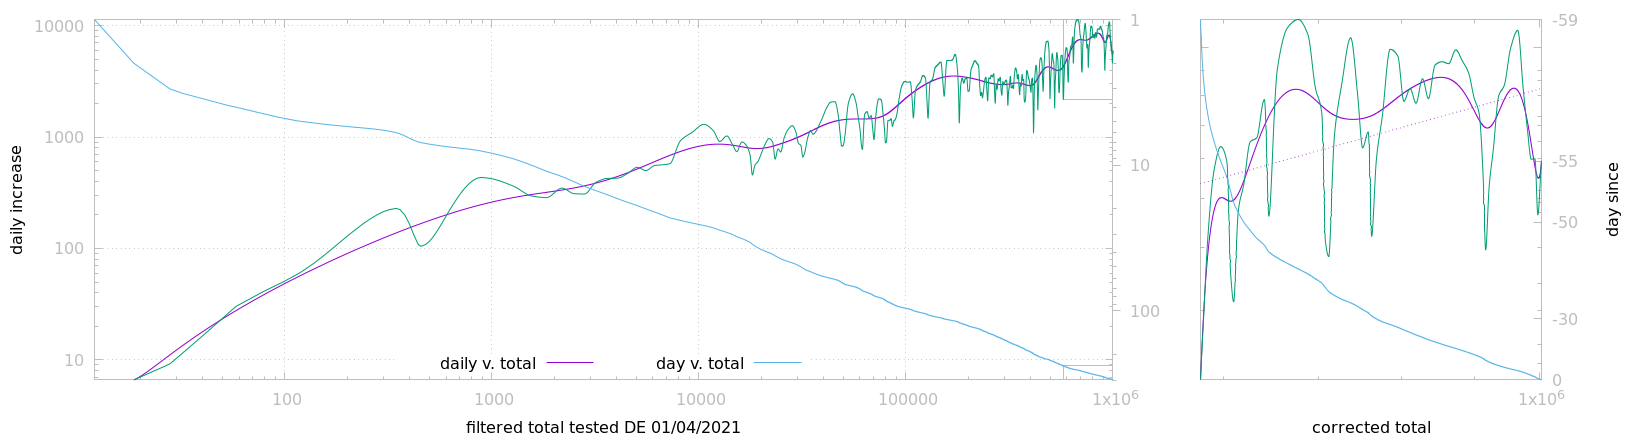 10000
1000
100
10
daily increase
daily v. total
day v. total
100
1000
10000
100000
1x10^6
filtered total tested DE 01/04/2021
1
10
100
-59
-55
-50
-30
0
day since
1x10^6
corrected total